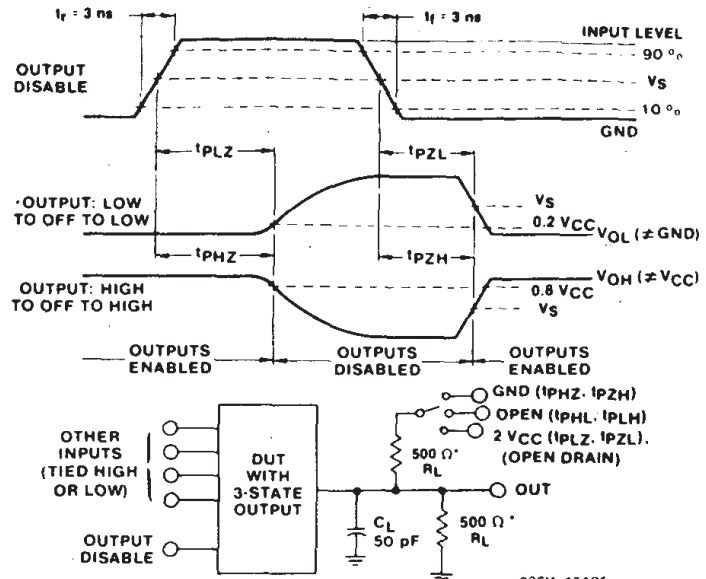 tr = 3 ns
tf = 3 ns
INPUT LEVEL
90 %
OUTPUT
DISABLE
VS
10 %
GND
tPLZ
tPZL
OUTPUT: LOW
TO OFF TO LOW
VS
0.2 VCC
VOL (≠ GND)
tPHZ
tPZH
OUTPUT: HIGH
TO OFF TO HIGH
VOH (≠ VCC)
0.8 VCC
VS
OUTPUTS
ENABLED
OUTPUTS
DISABLED
OUTPUTS
ENABLED
GND (tPHZ, tPZH)
OPEN (tPHL, tPLH)
2 VCC (tPLZ, tPZL).
(OPEN DRAIN)
OTHER
INPUTS
(TIED HIGH
OR LOW)
DUT
WITH
3-STATE
OUTPUT
500 Ω*
RL
OUT
OUTPUT
DISABLE
CL
50 pF
500 Ω*
RL